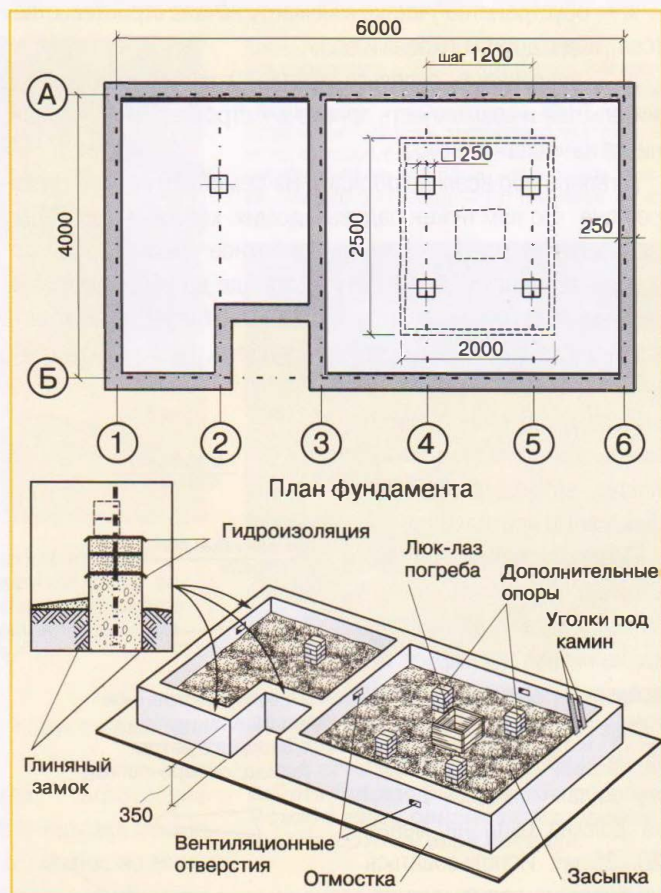 6000
шаг 1200
А
250
4000
2500
250
2000
Б
1
2
3
4
5
6
План фундамента
Гидроизоляция
Люк-лаз
погреба
Дополнительные
опоры
Уголки под
камин
Глиняный
замок
350
Вентиляционные
отверстия
Отмостка
Засыпка